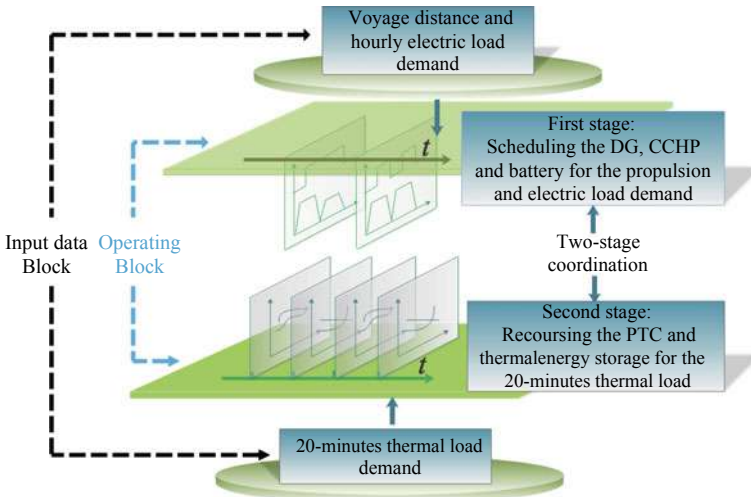 Voyage distance and
hourly electric load
demand
t
First stage:
Scheduling the DG, CCHP
and battery for the propulsion
and electric load demand
Input data
Block
Operating
Block
Two-stage
coordination
Second stage:
Recoursing the PTC and
thermalenergy storage for the
20-minutes thermal load
t
20-minutes thermal load
demand